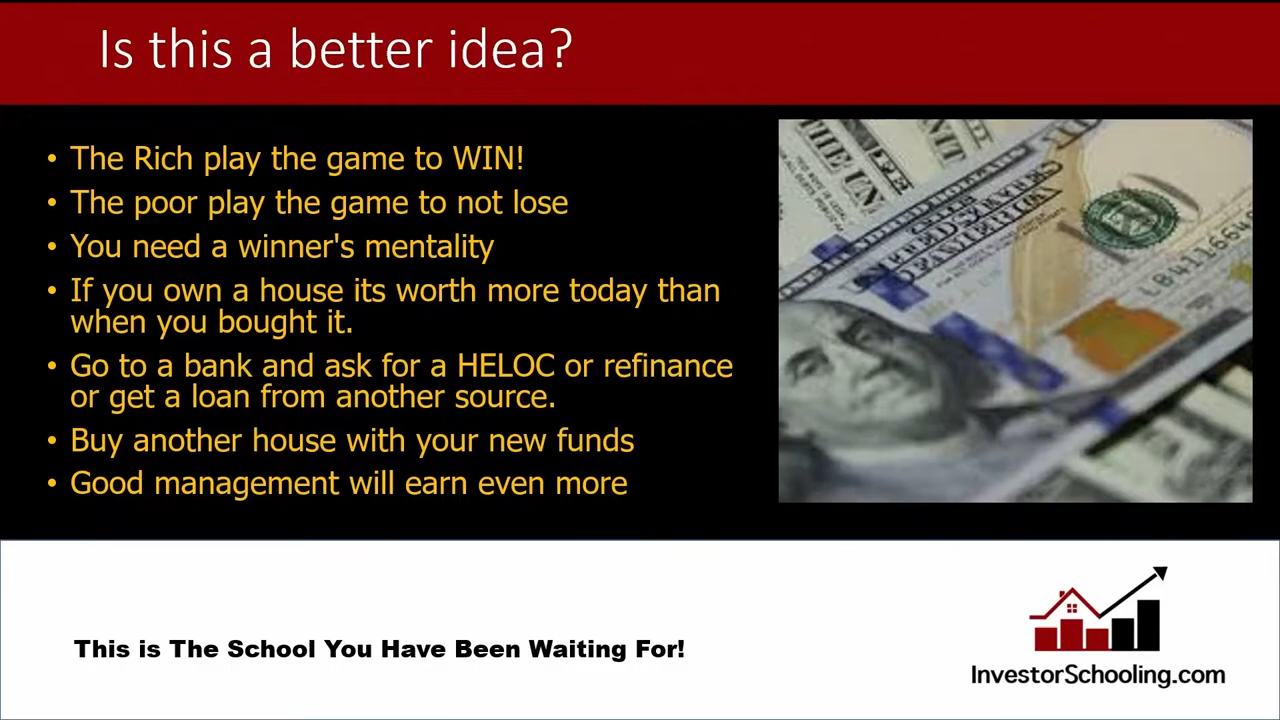 Is this a better idea?
• The Rich play the game to WIN!
• The poor play the game to not lose
• You need a winner's mentality
• If you own a house its worth more today than
when you bought it.
• Go to a bank and ask for a HELOC or refinance
or get a loan from another source.
• Buy another house with your new funds
• Good management will earn even more
This is The School You Have Been Waiting For!
InvestorSchooling.com